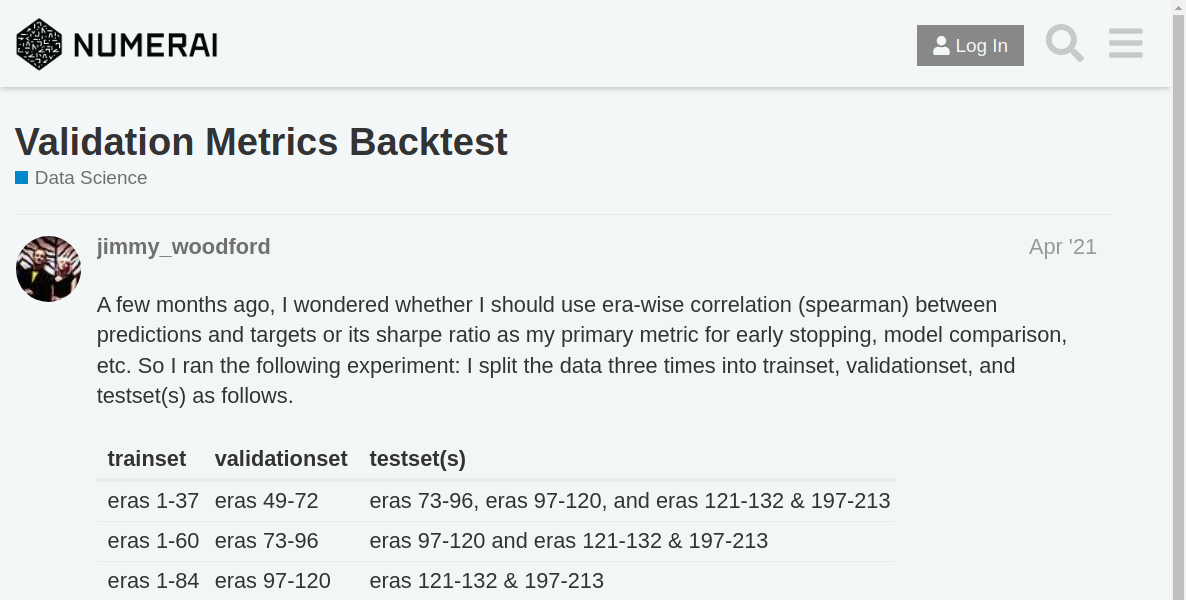 NUMERAI
Log In
Validation Metrics Backtest
Data Science
jimmy_woodford Apr '21
A few months ago, I wondered whether I should use era-wise correlation (spearman) between
predictions and targets or its sharpe ratio as my primary metric for early stopping, model comparison,
etc. So I ran the following experiment: I split the data three times into trainset, validationset, and
testset(s) as follows.
trainset validationset testset(s)
eras 1-37 eras 49-72 eras 73-96, eras 97-120, and eras 121-132 & 197-213
eras 1-60 eras 73-96 eras 97-120 and eras 121-132 & 197-213
eras 1-84 eras 97-120 eras 121-132 & 197-213